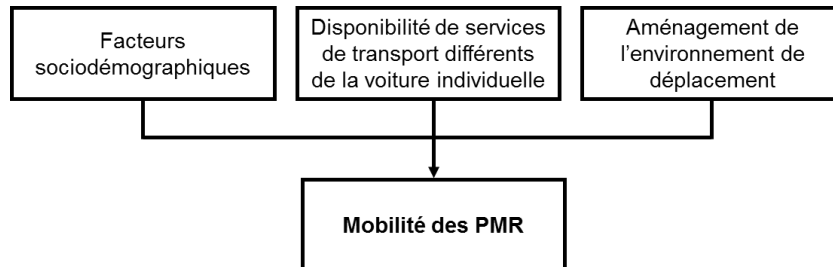 Facteurs
sociodémographiques
Disponibilité de services
de transport différents
de la voiture individuelle
Aménagement de
l’environnement de
déplacement
Mobilité des PMR